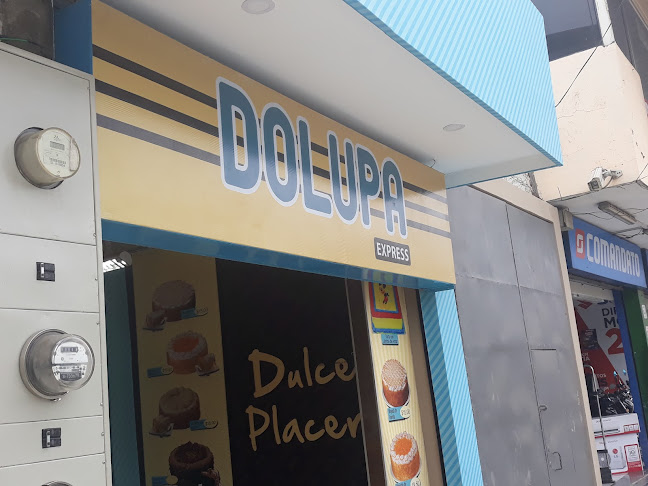 DOLUPA
EXPRESS
Dulce
Placer
COMANDATO